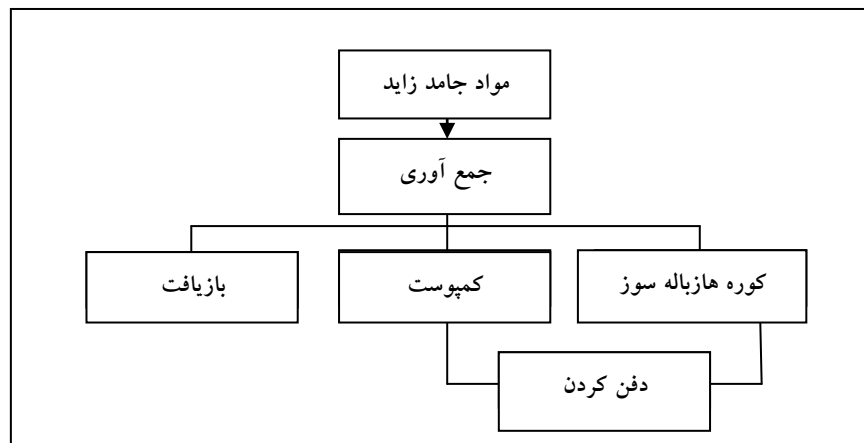 مواد جامد زاید
جمع آوری
کوره هازباله سوز
کمپوست
بازیافت
دفن کردن